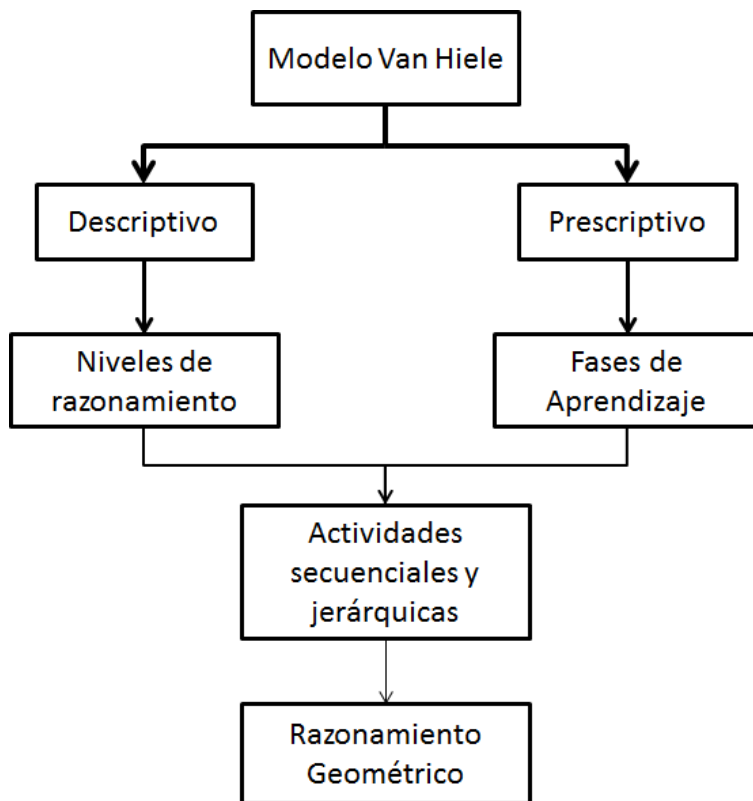 Modelo Van Hiele
Descriptivo
Prescriptivo
Niveles de
razonamiento
Fases de
Aprendizaje
Actividades
secuenciales y
jerárquicas
Razonamiento
Geométrico